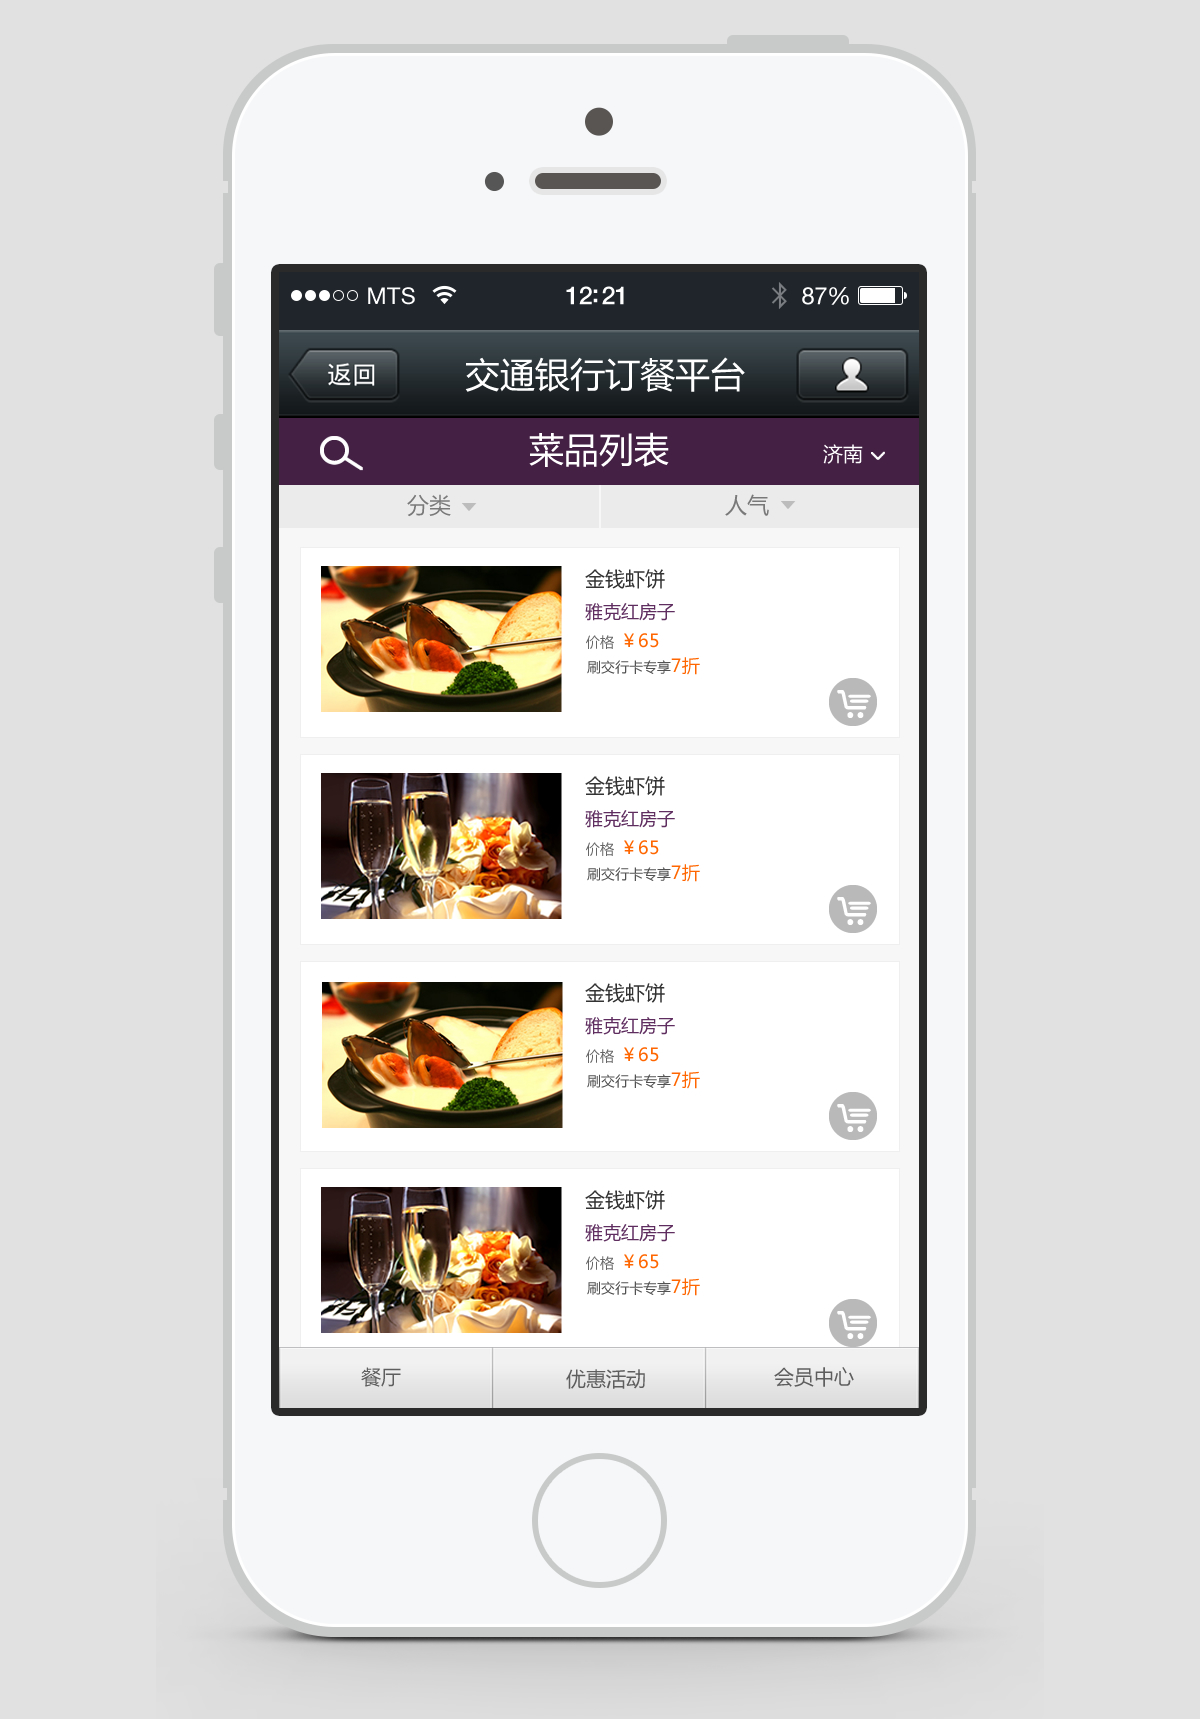 MTS 12:21 87%
返回 交通银行订餐平台
菜品列表 济南
分类 人气
金钱虾饼
雅克红房子
价格 ¥65
刷交行卡专享7折
金钱虾饼
雅克红房子
价格 ¥65
刷交行卡专享7折
金钱虾饼
雅克红房子
价格 ¥65
刷交行卡专享7折
金钱虾饼
雅克红房子
价格 ¥65
刷交行卡专享7折
餐厅 优惠活动 会员中心